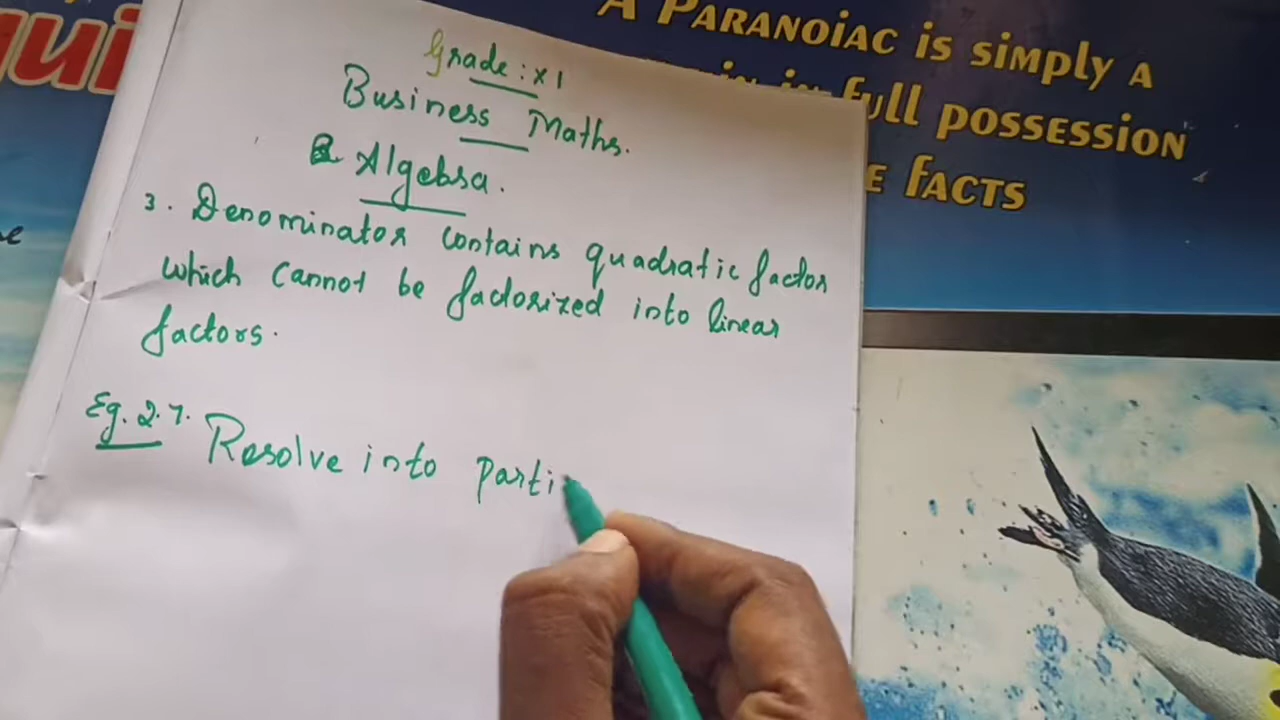 A PARANOIAC IS SIMPLY A
FULL POSSESSION
E FACTS
qui
Grade : XI
Business Maths.
Algebra.
3. Denominator contains quadratic factor
which cannot be factorized into linear
factors.
Eg. 2.7. Resolve into parti